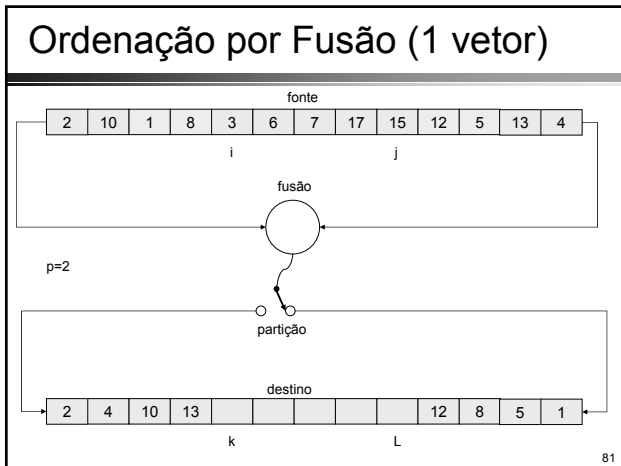 Ordenação por Fusão (1 vetor)
fonte
2 10 1 8 3 6 7 17 15 12 5 13 4
i j
fusão
p=2
partição
destino
2 4 10 13 12 8 5 1
k L
81